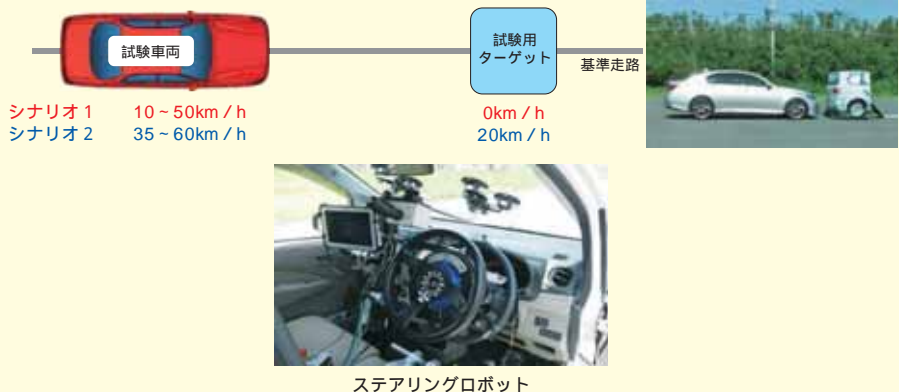 試験車両
試験用
ターゲット
基準走路
シナリオ1 10~50km/h 0km/h
シナリオ2 35~60km/h 20km/h
ステアリングロボット